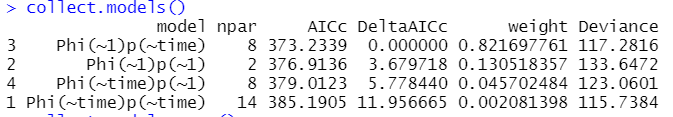 > collect.models()
model npar AICc DeltaAICc weight Deviance
3 Phi(~1)p(~time) 8 373.2339 0.000000 0.821697761 117.2816
2 Phi(~1)p(~1) 2 376.9136 3.679718 0.130518357 133.6472
4 Phi(~time)p(~1) 8 379.0123 5.778440 0.045702484 123.0601
1 Phi(~time)p(~time) 14 385.1905 11.956665 0.002081398 115.7384